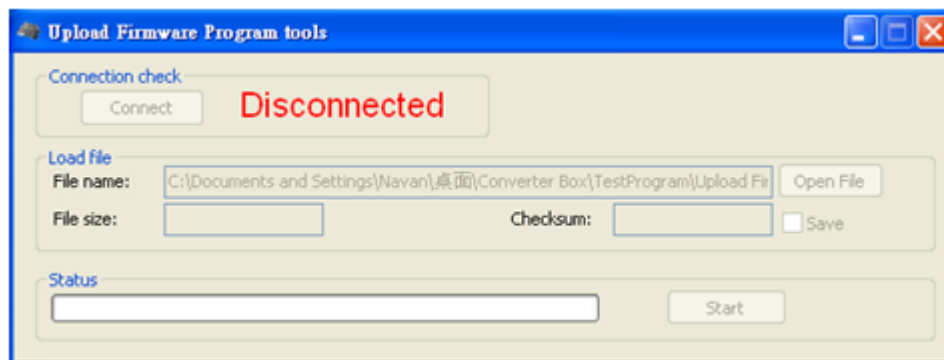 Upload Firmware Program tools
Connection check
Connect Disconnected
Load file
File name: C:\Documents and Settings\Navan\桌面\Converter Box\TestProgram\Upload Fir Open File
File size: Checksum: Save
Status
Start